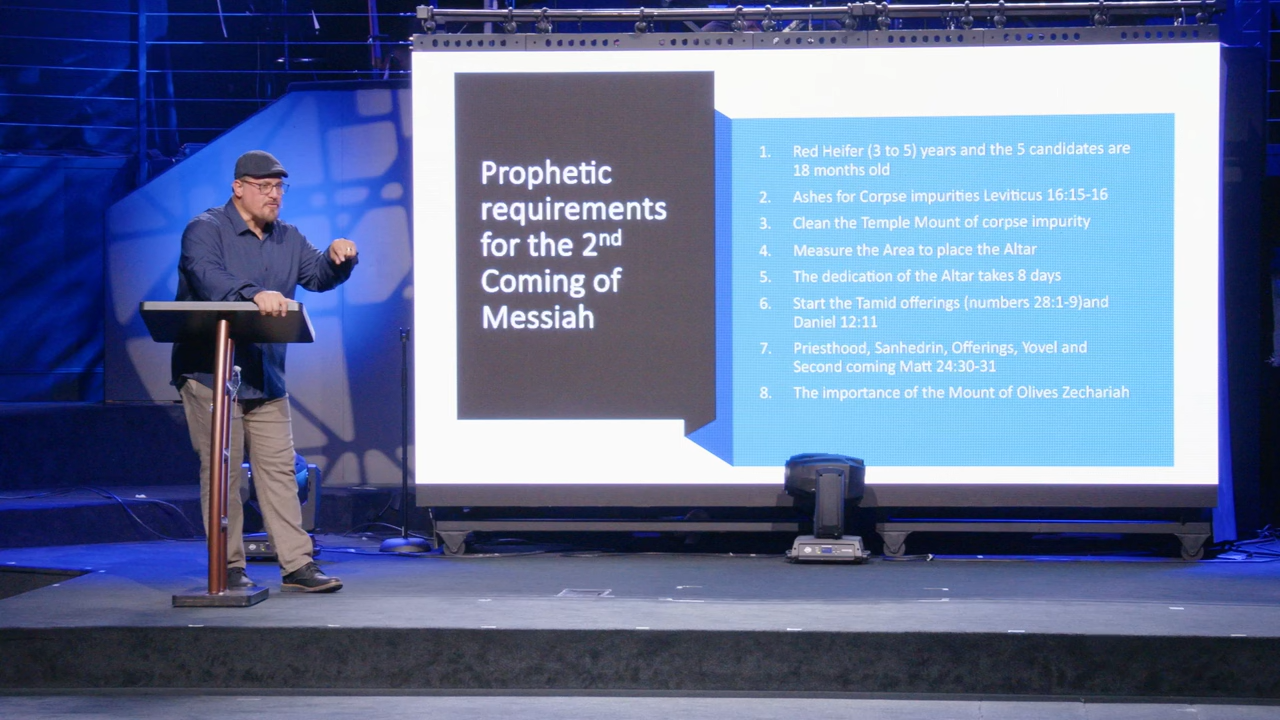 Prophetic
requirements
for the 2nd
Coming of
Messiah
1. Red Heifer (3 to 5) years and the 5 candidates are
18 months old
2. Ashes for Corpse impurities Leviticus 16:15-16
3. Clean the Temple Mount of corpse impurity
4. Measure the Area to place the Altar
5. The dedication of the Altar takes 8 days
6. Start the Tamid offerings (numbers 28:1-9)and
Daniel 12:11
7. Priesthood, Sanhedrin, Offerings, Yovel and
Second coming Matt 24:30-31
8. The importance of the Mount of Olives Zechariah